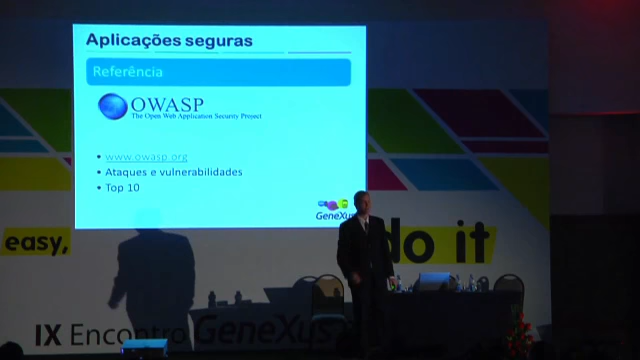 Aplicações seguras
Referência
OWASP
The Open Web Application Security Project
• www.owasp.org
• Ataques e vulnerabilidades
• Top 10
GeneXus
easy,
do it
IX Encontro GeneXus